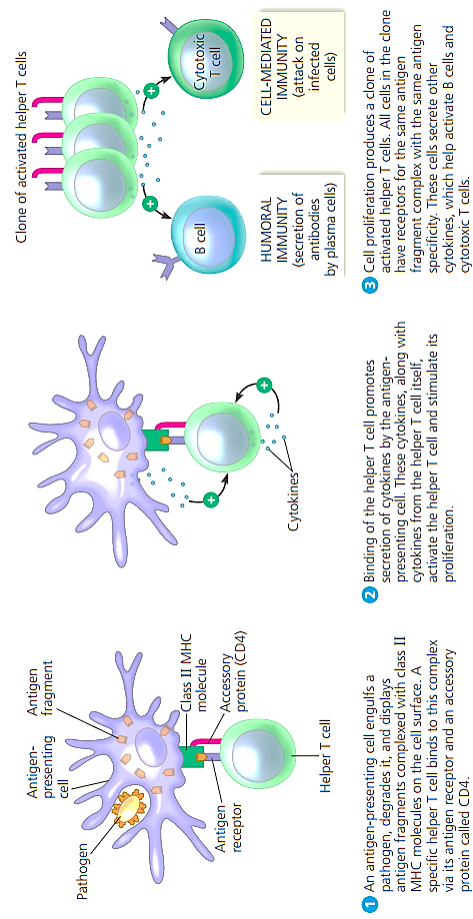 Pathogen
Antigen-
presenting
cell
Antigen
fragment
Class II MHC
molecule
Accessory
protein (CD4)
Antigen
receptor
Helper T cell
1 An antigen-presenting cell engulfs a
pathogen, degrades it, and displays
antigen fragments complexed with class II
MHC molecules on the cell surface. A
specific helper T cell binds to this complex
via its antigen receptor and an accessory
protein called CD4.
Cytokines
2 Binding of the helper T cell promotes
secretion of cytokines by the antigen-
presenting cell. These cytokines, along with
cytokines from the helper T cell itself,
activate the helper T cell and stimulate its
proliferation.
Clone of activated helper T cells
+
+
+
+
B cell
Cytotoxic
T cell
HUMORAL
IMMUNITY
(secretion of
antibodies
by plasma cells)
CELL-MEDIATED
IMMUNITY
(attack on
infected
cells)
3 Cell proliferation produces a clone of
activated helper T cells. All cells in the clone
have receptors for the same antigen
fragment complex with the same antigen
specificity. These cells secrete other
cytokines, which help activate B cells and
cytotoxic T cells.